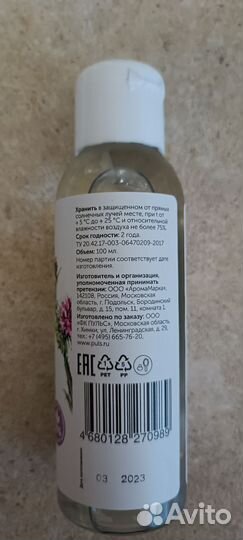 Хранить в защищенном от прямых
солнечных лучей месте, при t от
+ 5 °C до + 25 °C и относительной
влажности воздуха не более 75%.
Срок годности: 2 года.
ТУ 20.42.17-003-06470209-2017
Объем: 100 мл.
Номер партии соответствует дате
изготовления.
Изготовитель и организация,
уполномоченная принимать
претензии: ООО «АромаМарка»,
142108, Россия, Московская
область, г. Подольск, Бородинский
бульвар, д. 15, пом. 11, комната 1.
Изготовлено по заказу: ООО
«ФК ПУЛЬС», Московская область,
г. Химки, ул. Ленинградская, д. 29,
тел.: +7 (495) 665-76-20.
www.puls.ru
EAC
PET
PP
4 680128 270989
03 2023
Avito